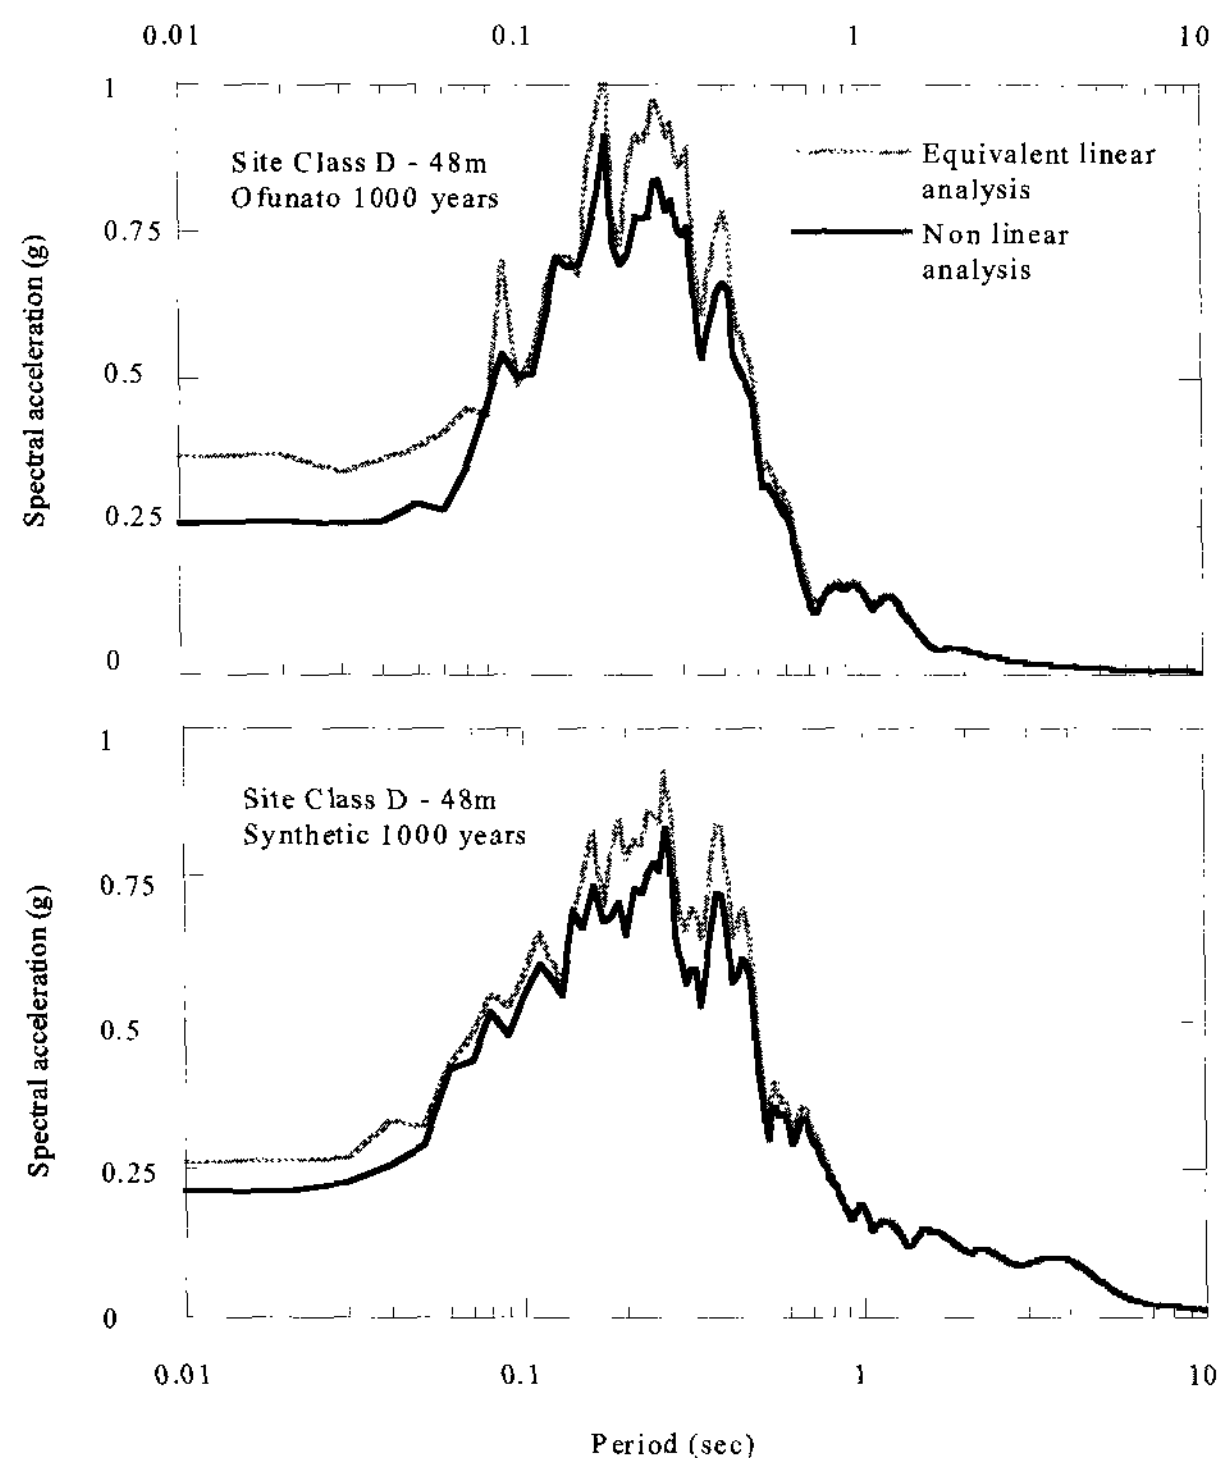 0.01 0.1 1 10
1
Site Class D - 48m
Ofunato 1000 years
Equivalent linear
analysis
Non linear
analysis
0.75
0.5
0.25
0
Spectral acceleration (g)
1
Site Class D - 48m
Synthetic 1000 years
0.75
0.5
0.25
0
Spectral acceleration (g)
0.01 0.1 1 10
Period (sec)